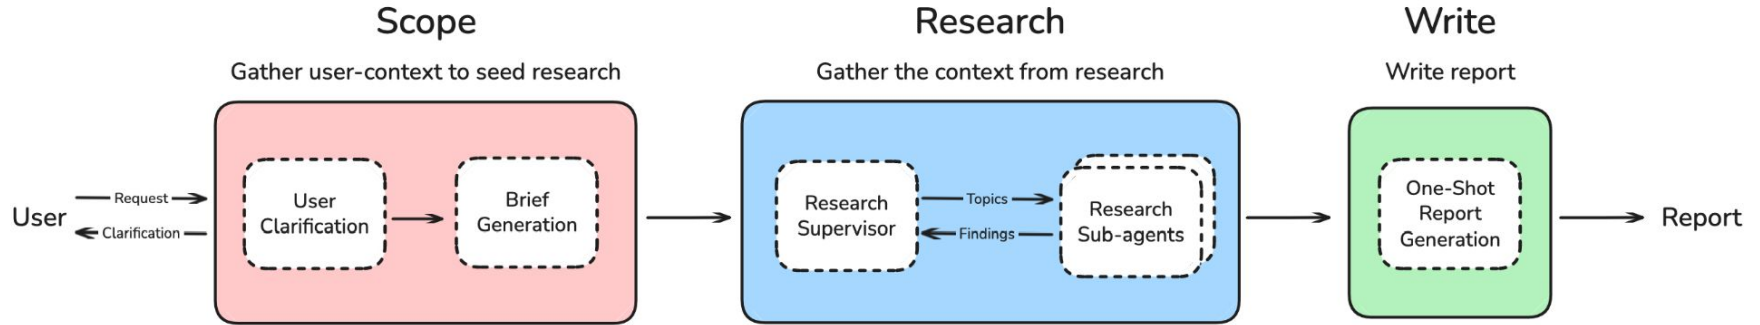 Scope
Gather user-context to seed research
Research
Gather the context from research
Write
Write report
User
Request
Clarification
User
Clarification
Brief
Generation
Research
Supervisor
Topics
Findings
Research
Sub-agents
One-Shot
Report
Generation
Report